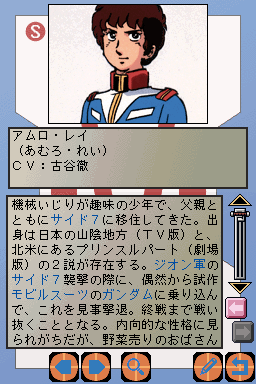 S
アムロ・レイ
（あむろ・れい）
ＣＶ：古谷徹
機械いじりが趣味の少年で、父親と
ともにサイド７に移住してきた。出
身は日本の山陰地方（ＴＶ版）と、
北米にあるプリンスルパート（劇場
版）の２説が存在する。ジオン軍の
サイド７襲撃の際に、偶然から試作
モビルスーツのガンダムに乗り込ん
で、これを見事撃退。終戦まで戦い
抜くこととなる。内向的な性格に見
られがちだが、野菜売りのおばさん